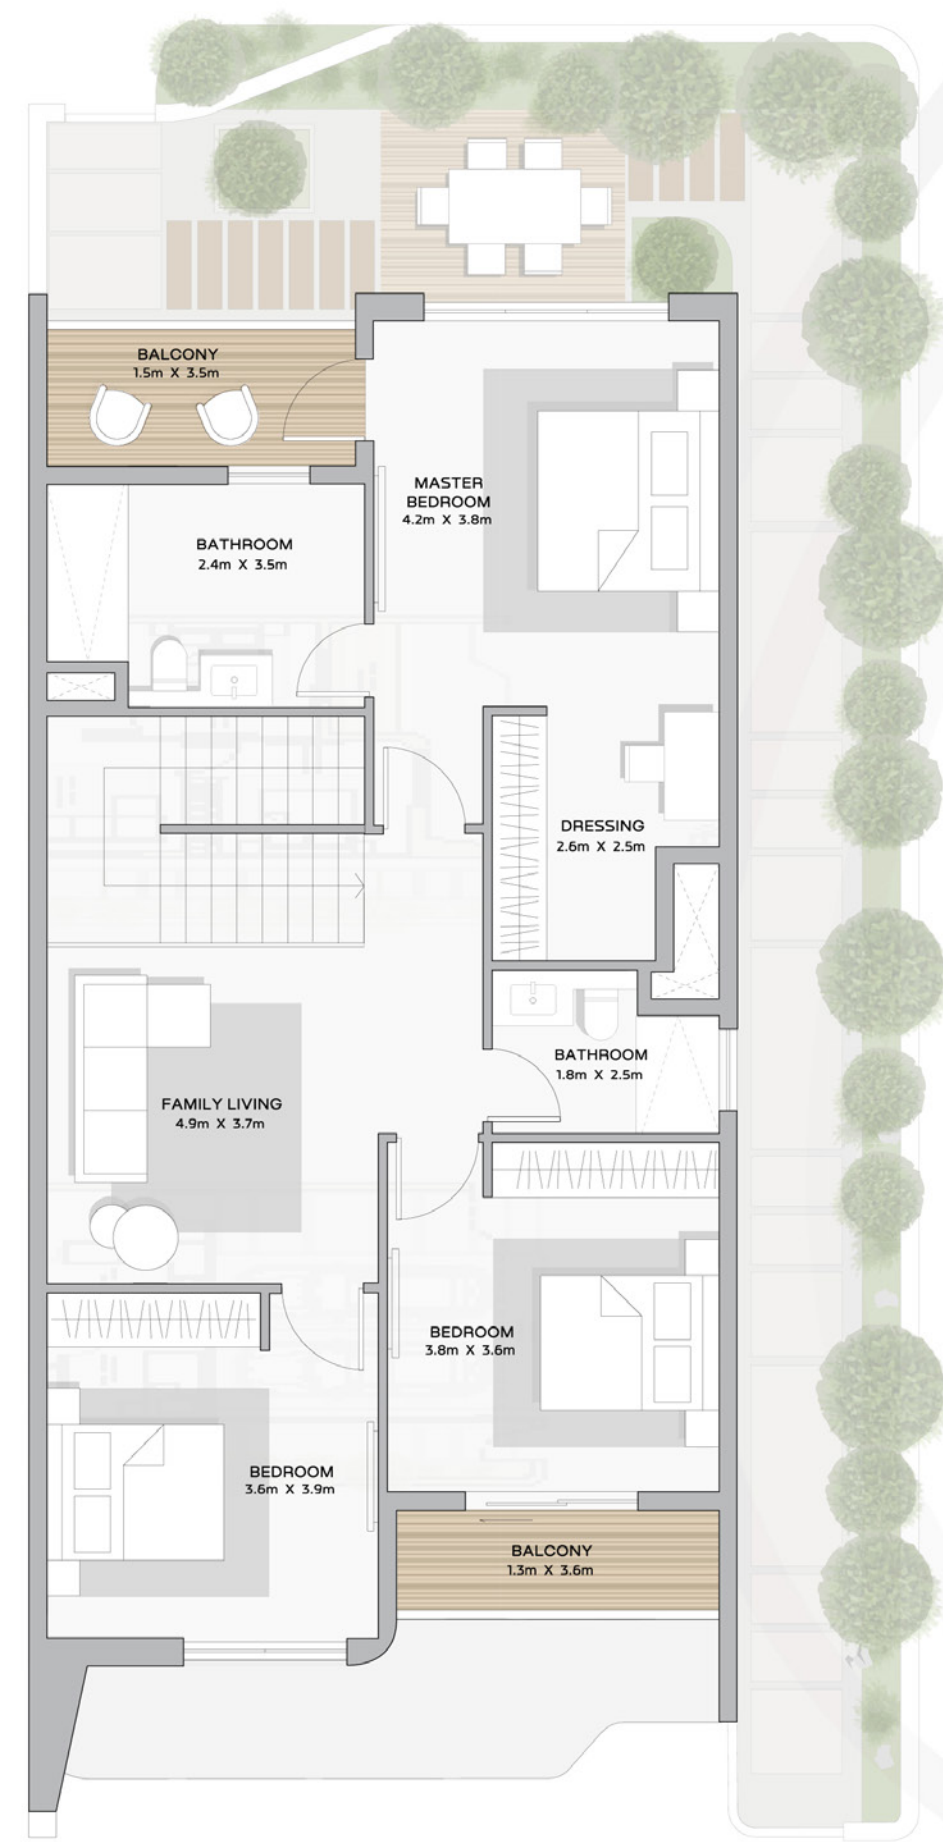 BALCONY
1.5m X 3.5m
MASTER
BEDROOM
4.2m X 3.8m
BATHROOM
2.4m X 3.5m
DRESSING
2.6m X 2.5m
BATHROOM
1.8m X 2.5m
FAMILY LIVING
4.9m X 3.7m
BEDROOM
3.8m X 3.6m
BEDROOM
3.6m X 3.9m
BALCONY
1.3m X 3.6m